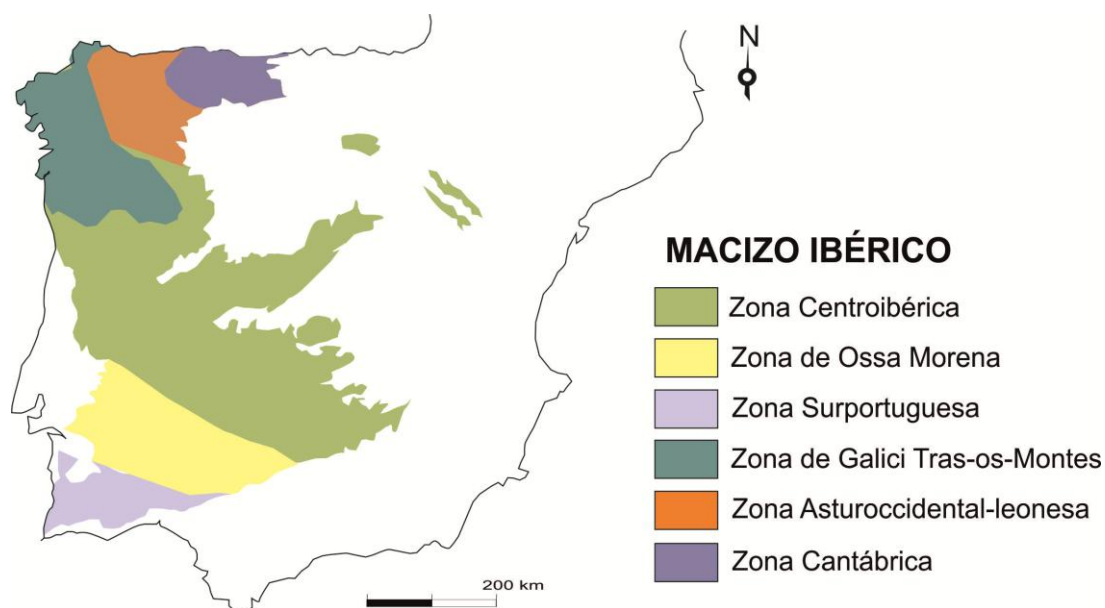 N
MACIZO IBÉRICO
Zona Centroibérica
Zona de Ossa Morena
Zona Surportuguesa
Zona de Galici Tras-os-Montes
Zona Asturoccidental-leonesa
Zona Cantábrica
200 km